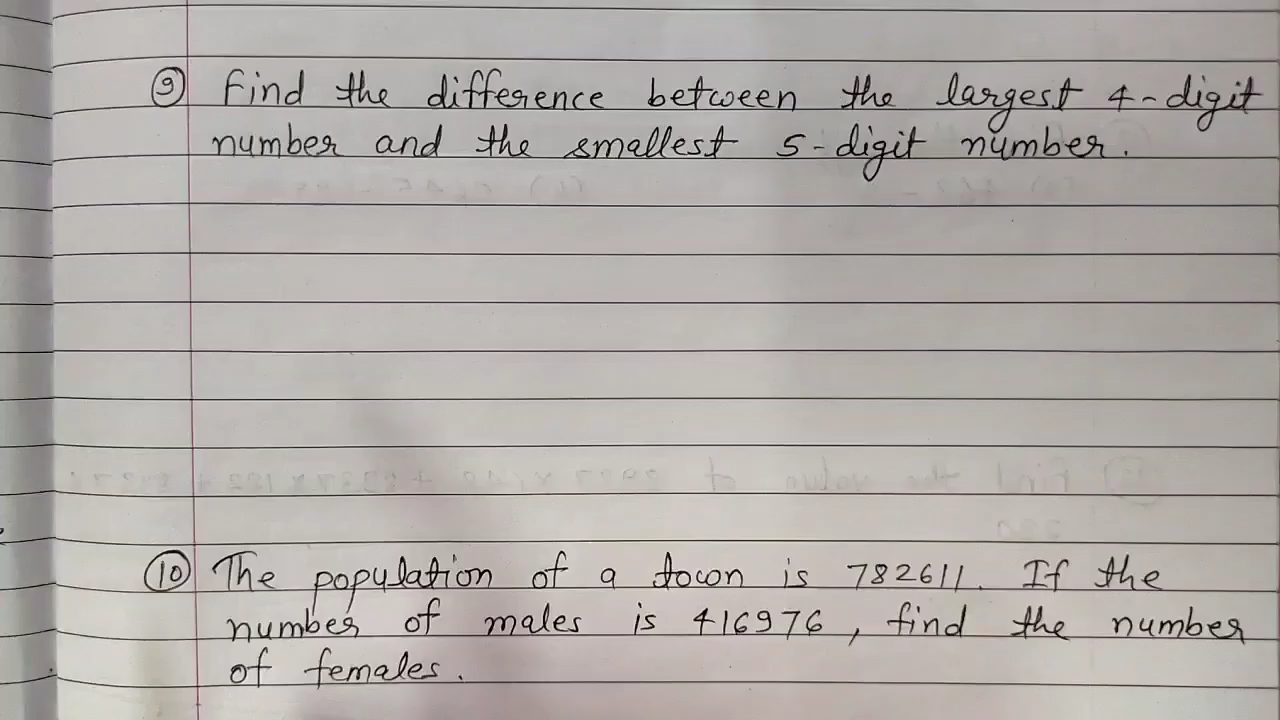 ⑨ Find the difference between the largest 4-digit
number and the smallest 5-digit number.
⑩ The population of a town is 782611. If the
number of males is 416976, find the number
of females.